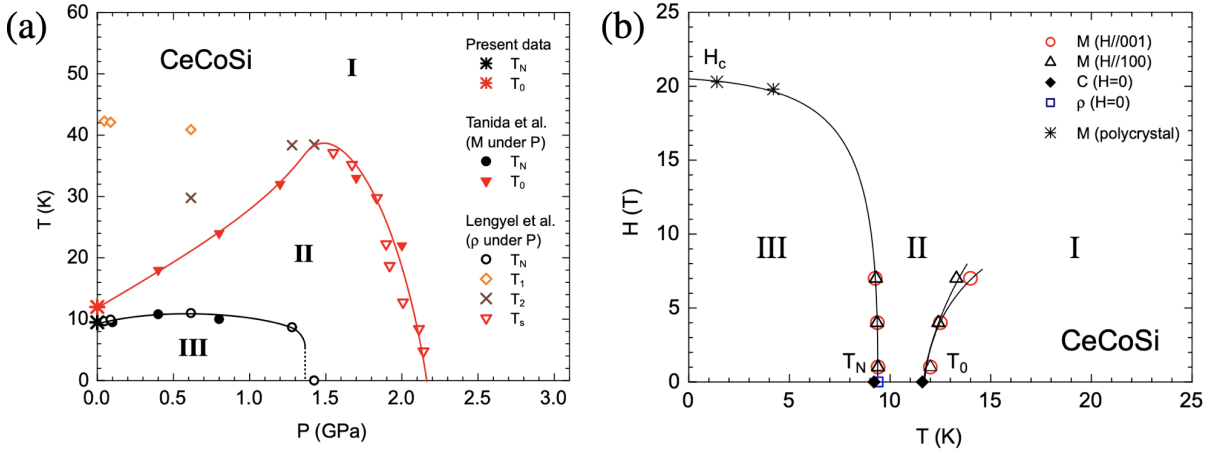 (a)
CeCoSi
I
II
III
Present data
T_N
T_0
Tanida et al.
(M under P)
T_N
T_0
Lengyel et al.
(ρ under P)
T_N
T_1
T_2
T_s
T (K)
60
50
40
30
20
10
0
0.0 0.5 1.0 1.5 2.0 2.5 3.0
P (GPa)
(b)
H_c
M (H//001)
M (H//100)
C (H=0)
ρ (H=0)
M (polycrystal)
III
II
I
T_N
T_0
CeCoSi
H (T)
25
20
15
10
5
0
0 5 10 15 20 25
T (K)